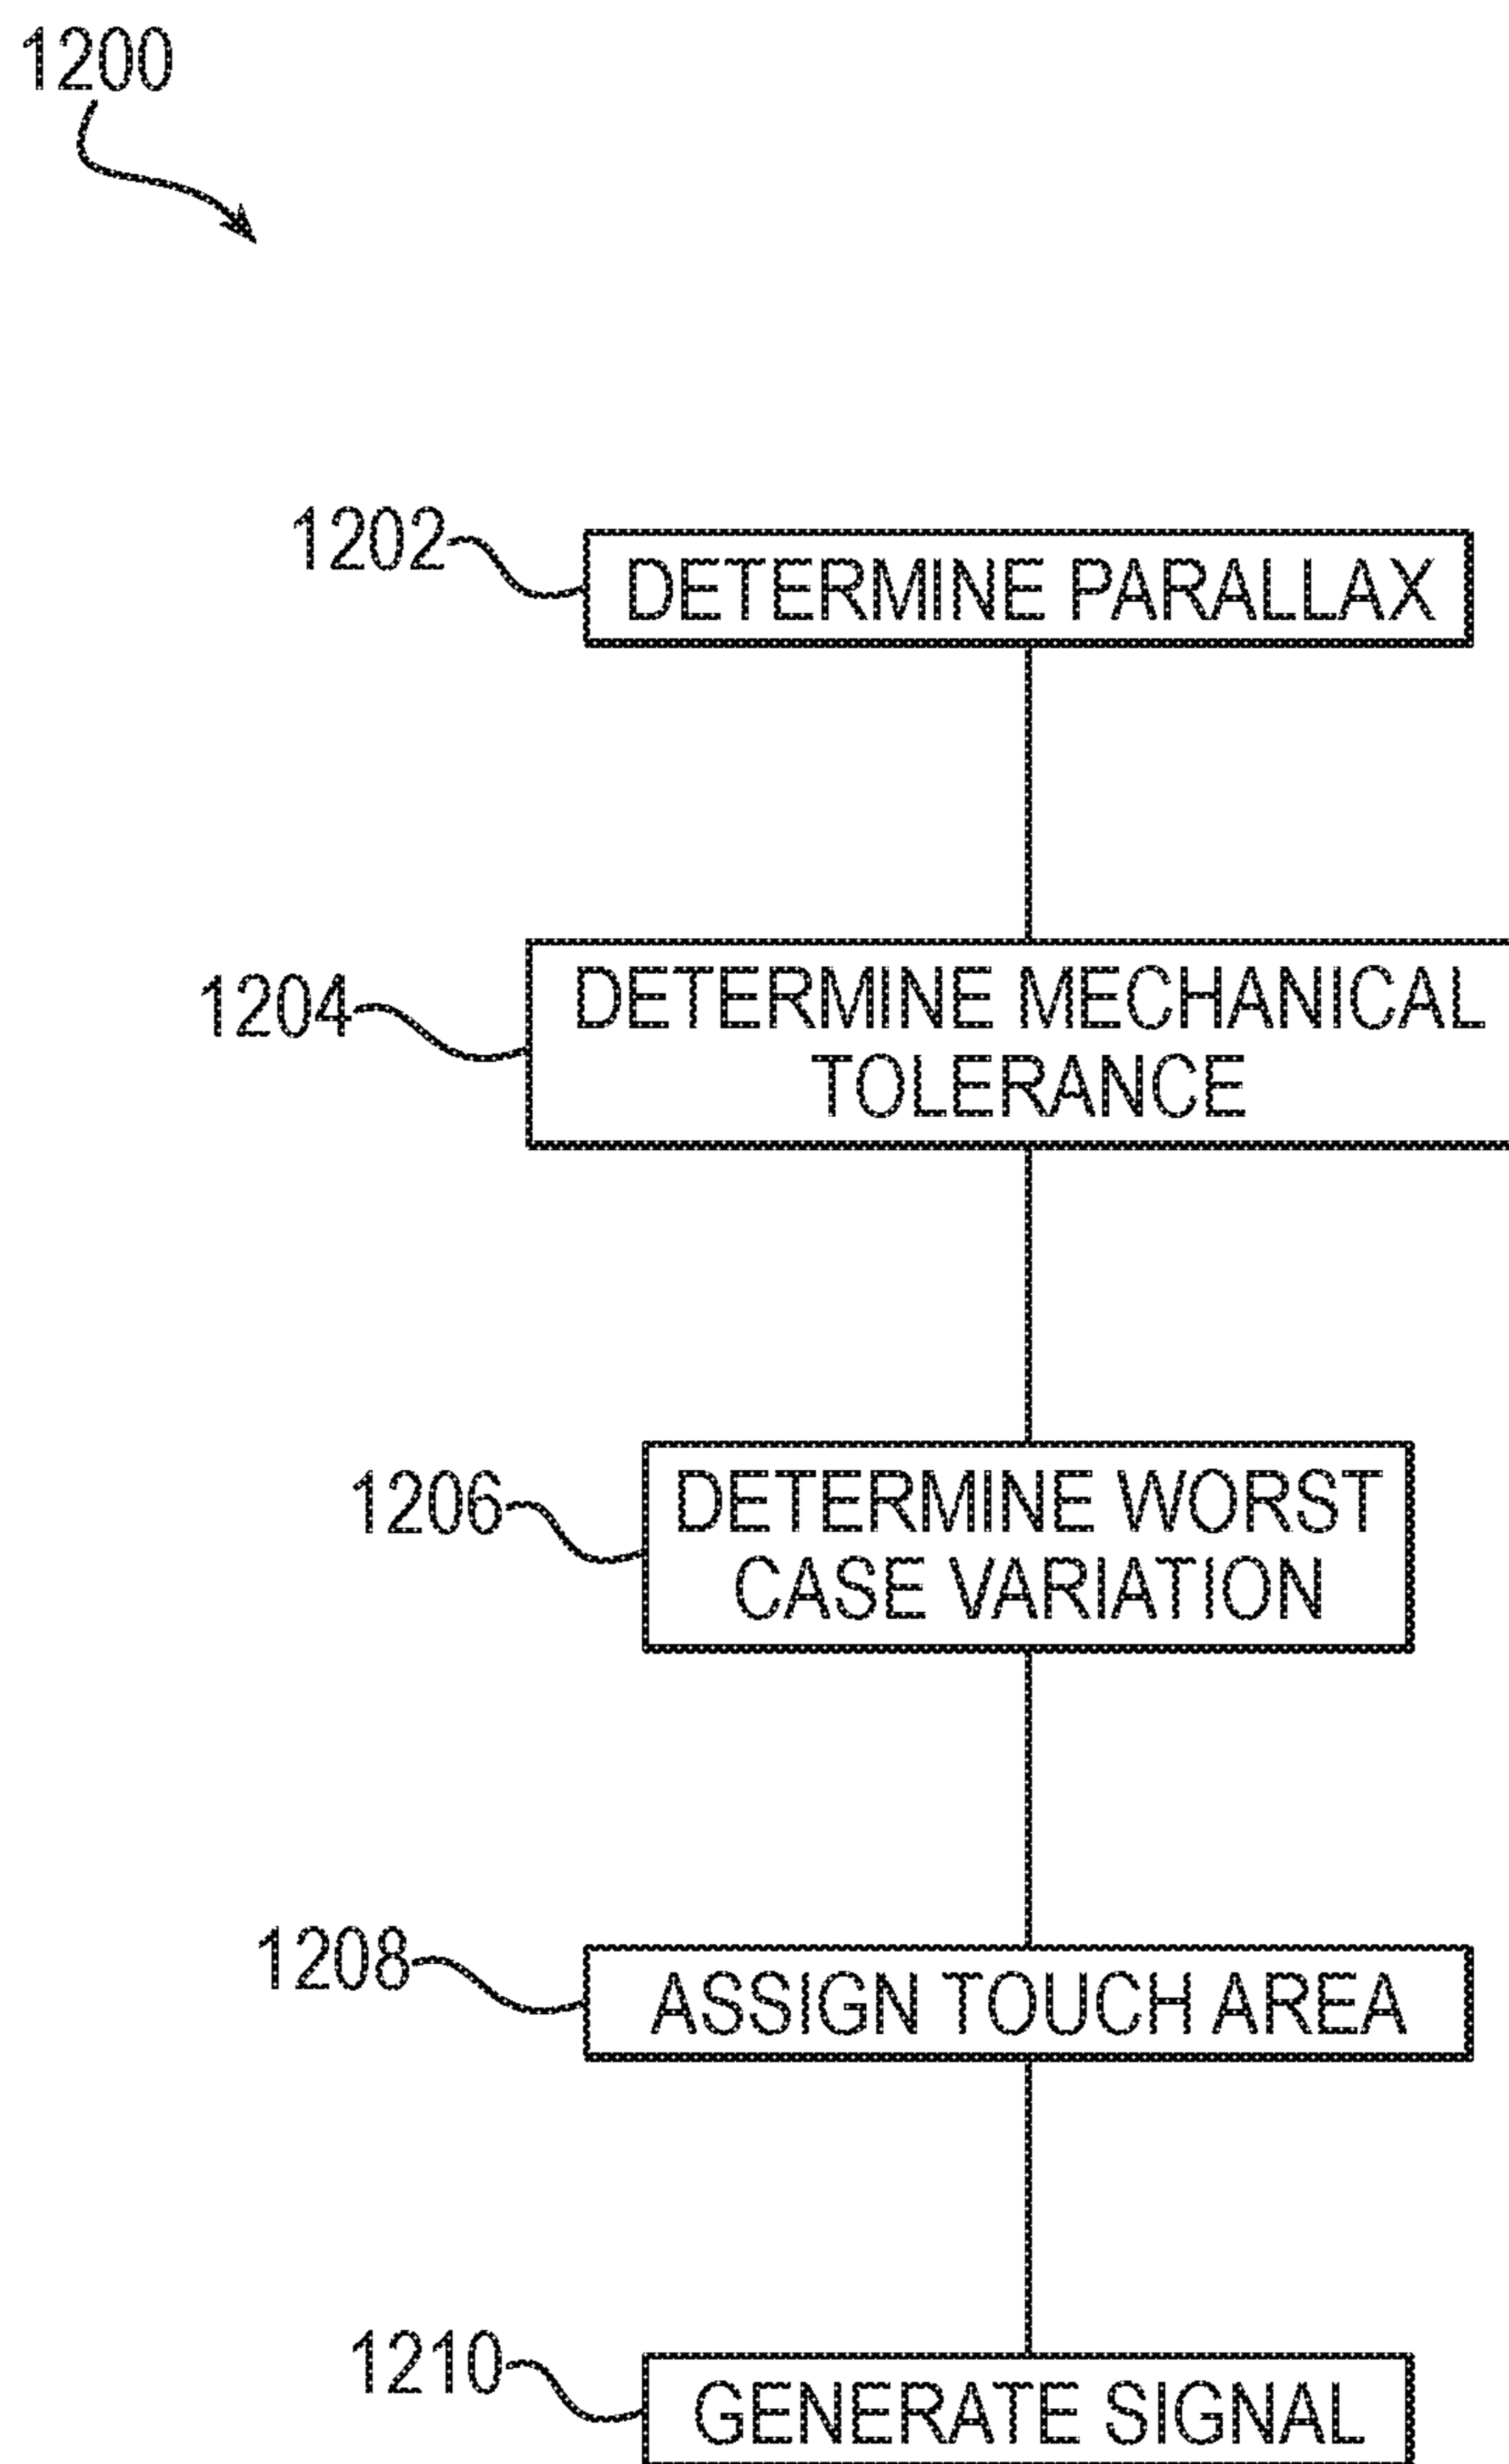 1200
1202
DETERMINE PARALLAX
1204
DETERMINE MECHANICAL
TOLERANCE
1206
DETERMINE WORST
CASE VARIATION
1208
ASSIGN TOUCH AREA
1210
GENERATE SIGNAL